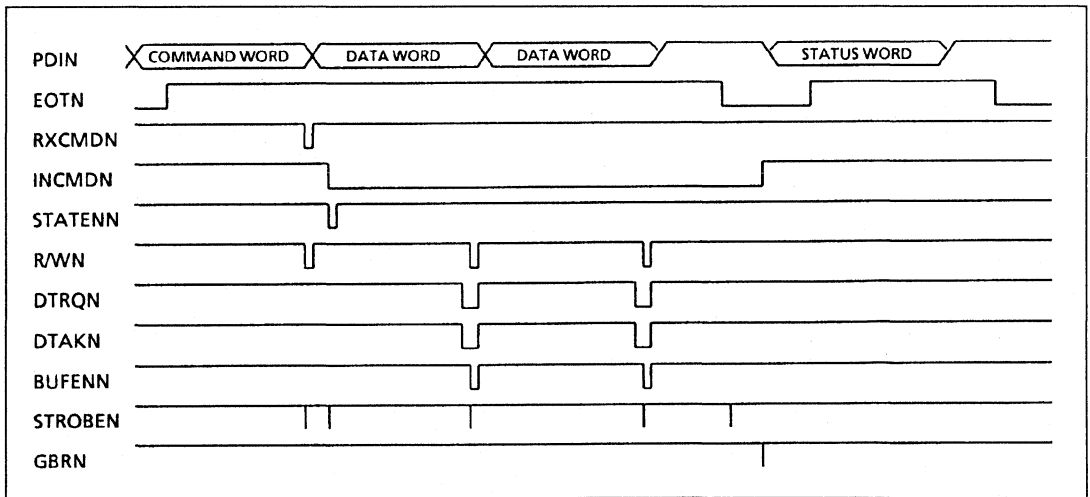 PDIN COMMAND WORD DATA WORD DATA WORD STATUS WORD
EOTN
RXCMDN
INCMDN
STATENN
R/WN
DTRQN
DTAKN
BUFENN
STROBEN
GBRN